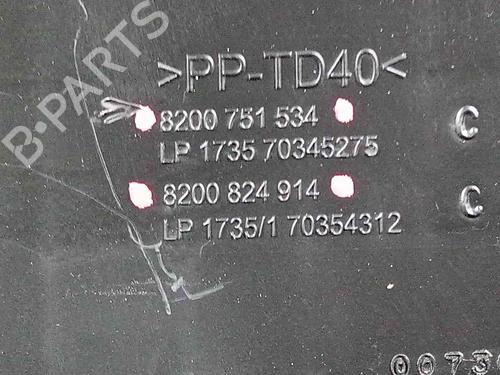 B-PARTS
>PP-TD40<
8200 751 534 C
LP 1735 70345275
8200 824 914 C
LP 1735/1 70354312